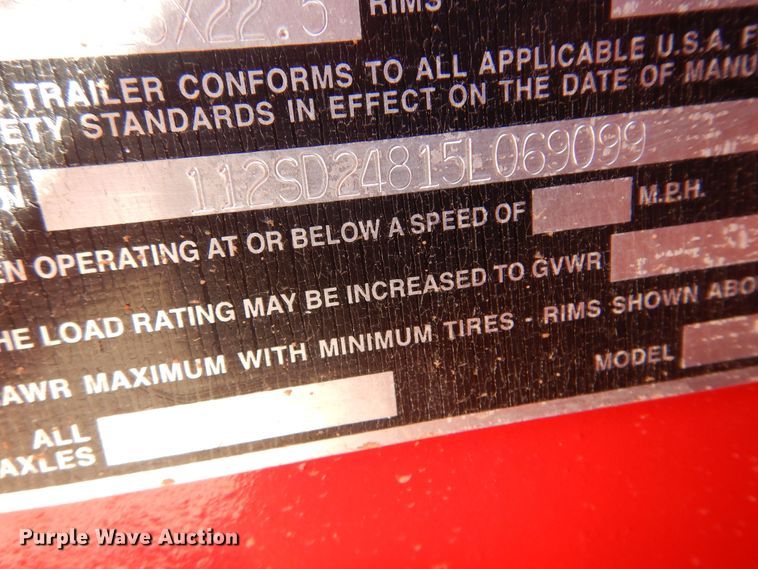 X22.5 RIMS
TRAILER CONFORMS TO ALL APPLICABLE U.S.A. F
ETY STANDARDS IN EFFECT ON THE DATE OF MANU
N 112SD24815L069099
EN OPERATING AT OR BELOW A SPEED OF M.P.H.
HE LOAD RATING MAY BE INCREASED TO GVWR
AWR MAXIMUM WITH MINIMUM TIRES - RIMS SHOWN ABO
MODEL
ALL
AXLES
Purple Wave Auction